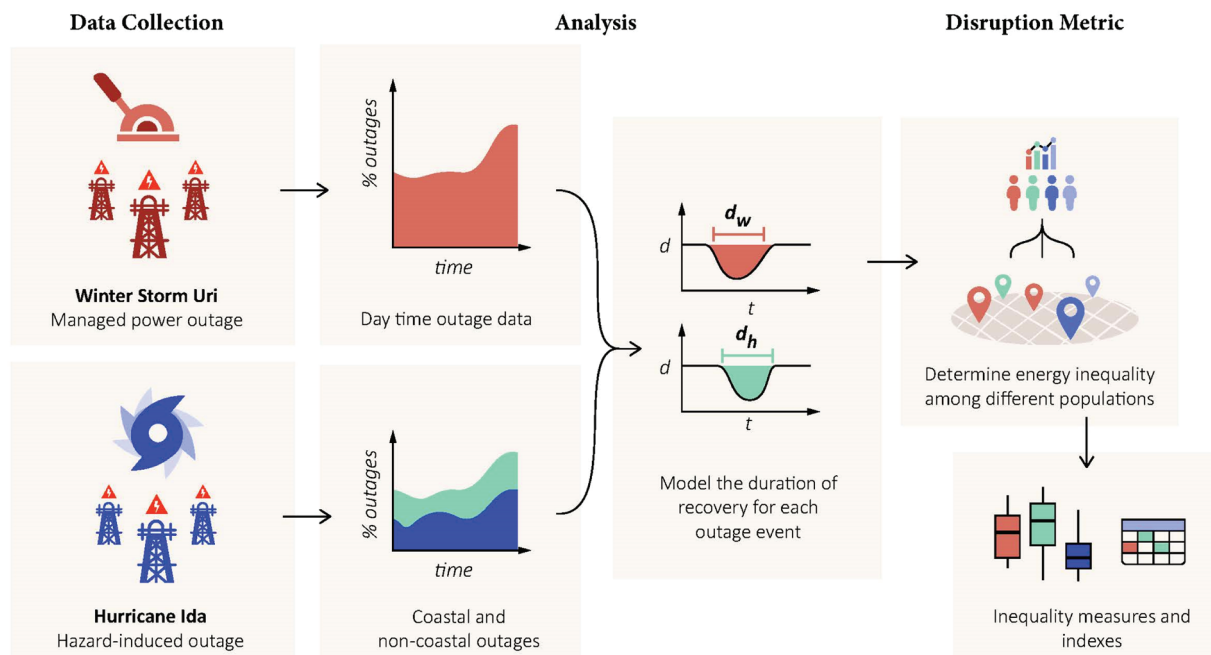 Data Collection
Analysis
Disruption Metric
Winter Storm Uri
Managed power outage
% outages
time
Day time outage data
Hurricane Ida
Hazard-induced outage
% outages
time
Coastal and
non-coastal outages
d
dw
t
d
dh
t
Model the duration of
recovery for each
outage event
Determine energy inequality
among different populations
Inequality measures and
indexes